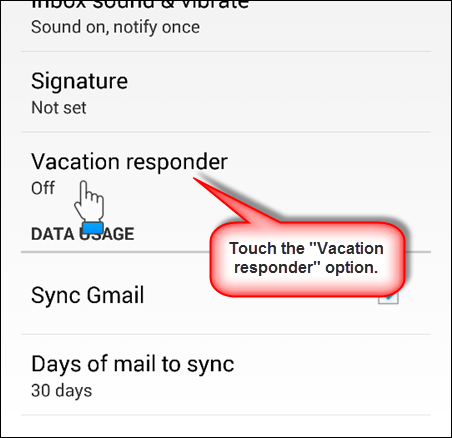 Inbox sound & vibrate
Sound on, notify once
Signature
Not set
Vacation responder
Off
DATA USAGE
Touch the "Vacation
responder" option.
Sync Gmail
Days of mail to sync
30 days